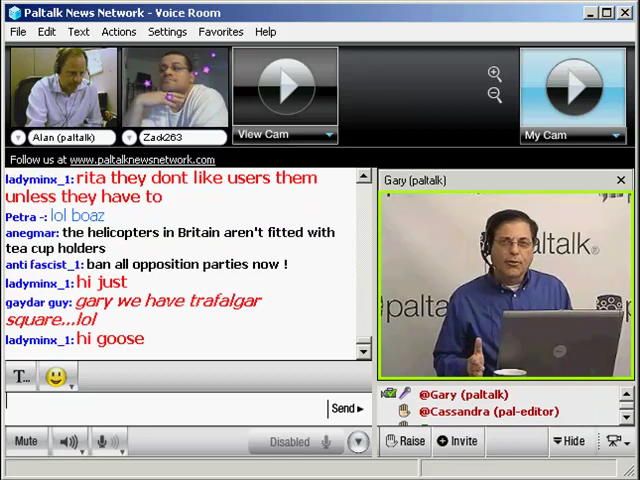 Paltalk News Network - Voice Room
File Edit Text Actions Settings Favorites Help
Alan (paltalk) Zack263 View Cam My Cam
Follow us at www.paltalknewsnetwork.com
ladyminx_1: rita they dont like users them
unless they have to
Petra -: lol boaz
anegmar: the helicopters in Britain aren't fitted with
tea cup holders
anti fascist_1: ban all opposition parties now !
ladyminx_1: hi just
gaydar guy: gary we have trafalgar
square...lol
ladyminx_1: hi goose
Gary (paltalk)
paltalk®
paltalk
T...
Send
@Gary (paltalk)
@Cassandra (pal-editor)
Mute
Disabled
Raise Invite Hide